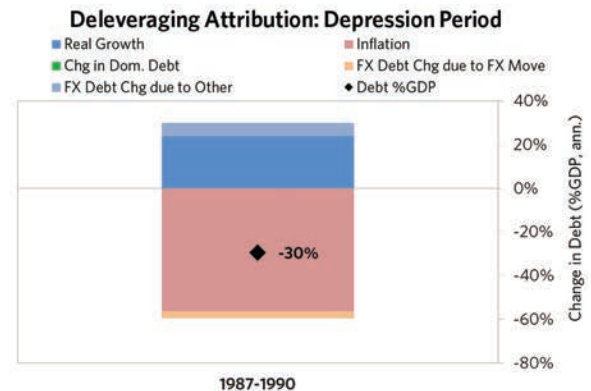 Deleveraging Attribution: Depression Period
Real Growth
Inflation
Chg in Dom. Debt
FX Debt Chg due to FX Move
FX Debt Chg due to Other
Debt %GDP
40%
20%
0%
-20%
-40%
-60%
-80%
Change in Debt (%GDP, ann.)
-30%
1987-1990